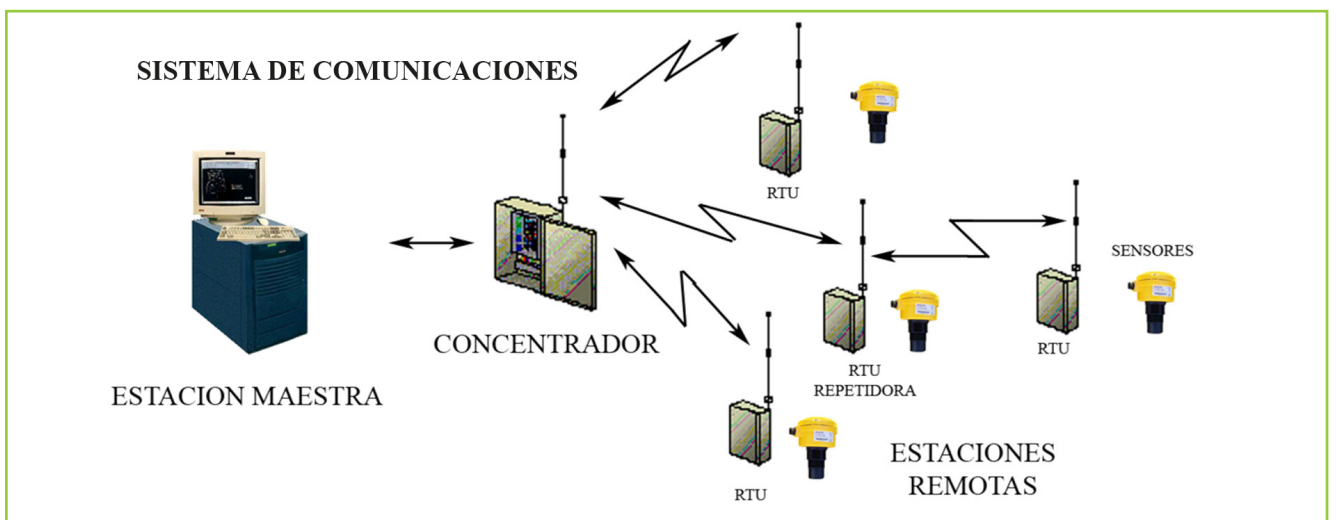 SISTEMA DE COMUNICACIONES
RTU
SENSORES
RTU
CONCENTRADOR
RTU
REPETIDORA
ESTACION MAESTRA
RTU
ESTACIONES
REMOTAS